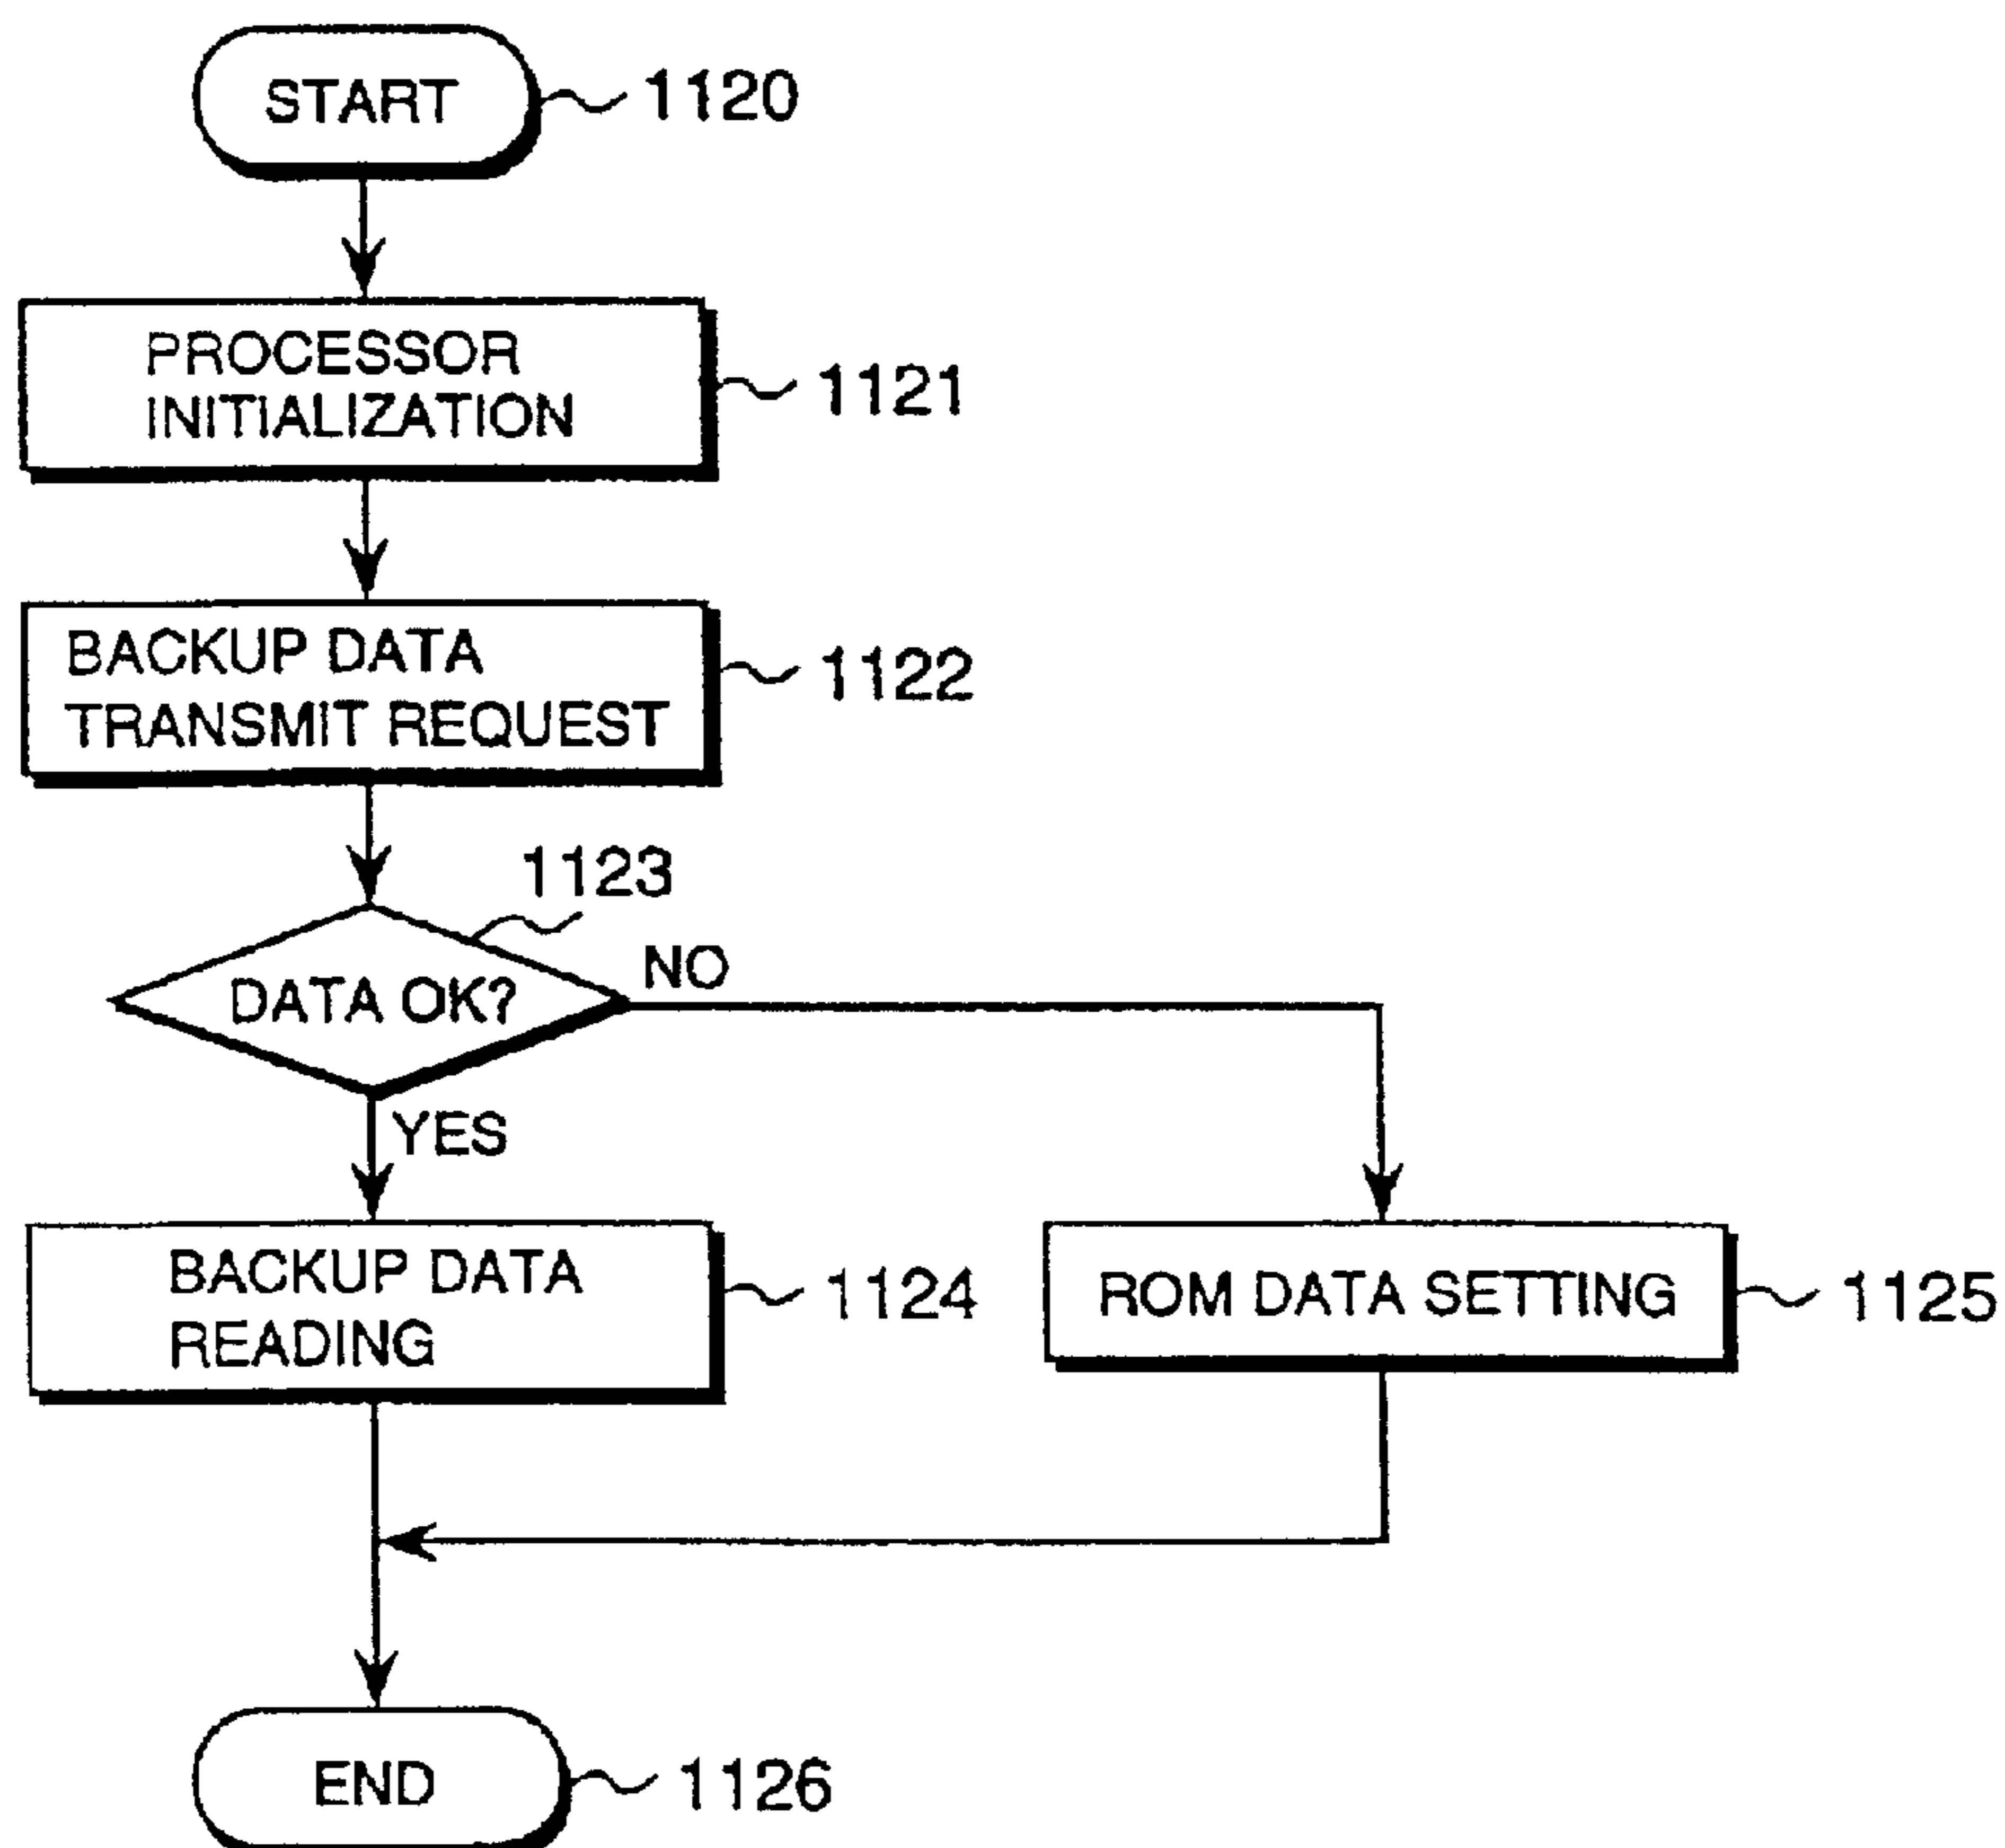 START
1120
PROCESSOR
INITIALIZATION
1121
BACKUP DATA
TRANSMIT REQUEST
1122
1123
DATA OK?
NO
YES
BACKUP DATA
READING
1124
ROM DATA SETTING
1125
END
1126